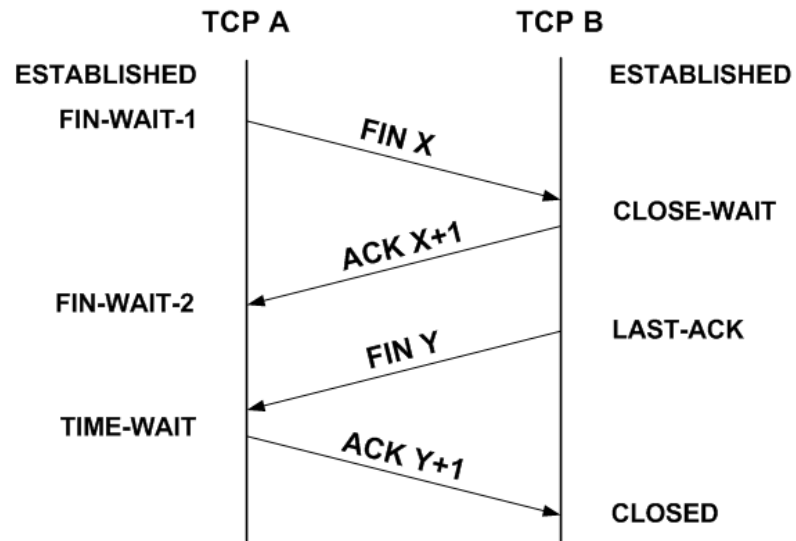 TCP A
TCP B
ESTABLISHED
ESTABLISHED
FIN-WAIT-1
FIN X
CLOSE-WAIT
ACK X+1
FIN-WAIT-2
LAST-ACK
FIN Y
TIME-WAIT
ACK Y+1
CLOSED